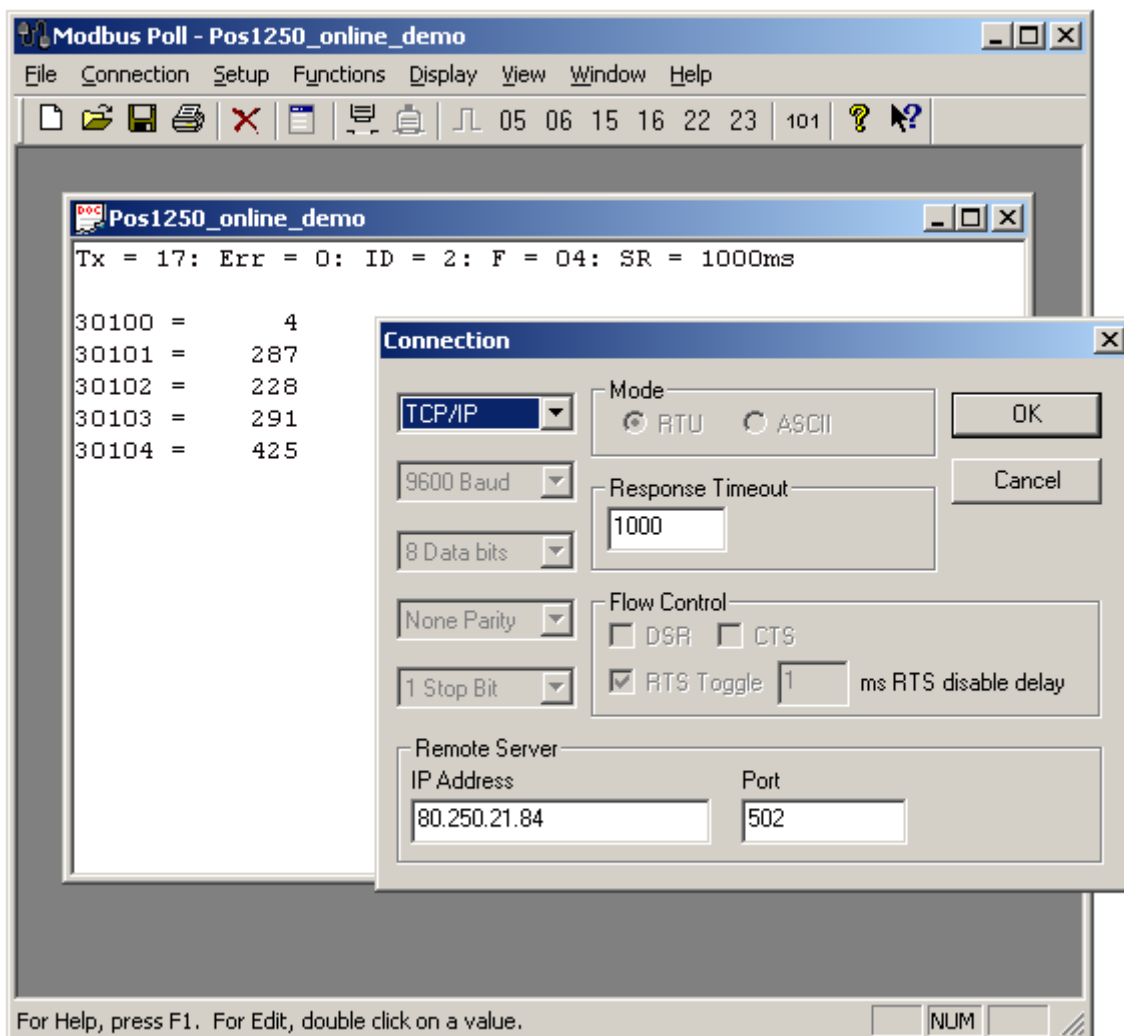 Modbus Poll - Pos1250_online_demo
File Connection Setup Functions Display View Window Help
05 06 15 16 22 23 101
DOC Pos1250_online_demo
Tx = 17: Err = 0: ID = 2: F = 04: SR = 1000ms
30100 = 4
30101 = 287
30102 = 228
30103 = 291
30104 = 425
Connection
TCP/IP
9600 Baud
8 Data bits
None Parity
1 Stop Bit
Mode
RTU ASCII
Response Timeout
1000
Flow Control
DSR CTS
RTS Toggle 1 ms RTS disable delay
OK
Cancel
Remote Server
IP Address Port
80.250.21.84 502
For Help, press F1. For Edit, double click on a value. NUM